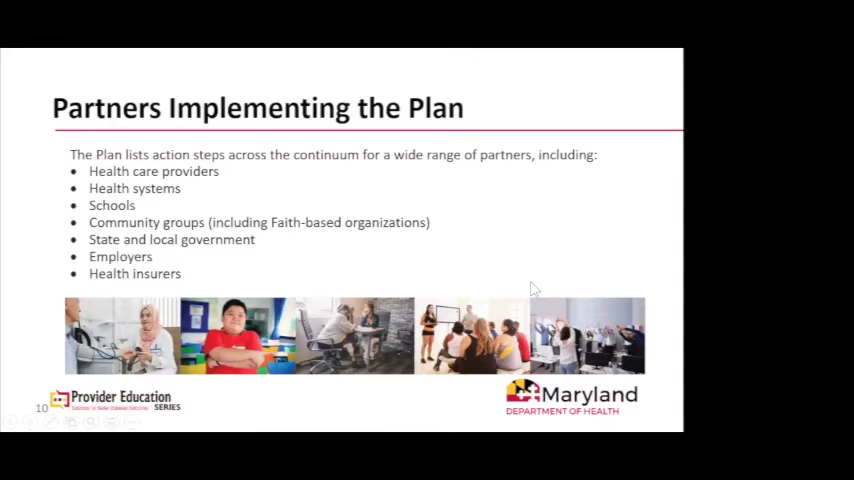 Partners Implementing the Plan
The Plan lists action steps across the continuum for a wide range of partners, including:
• Health care providers
• Health systems
• Schools
• Community groups (including Faith-based organizations)
• State and local government
• Employers
• Health insurers
10
Provider Education
SERIES
Maryland
DEPARTMENT OF HEALTH